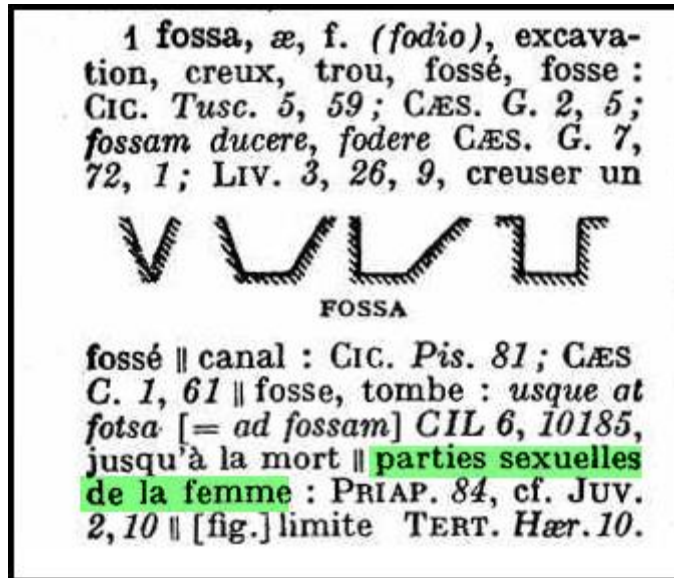 1 fossa, æ, f. (fodio), excava-
tion, creux, trou, fossé, fosse :
CIC. Tusc. 5, 59 ; CÆS. G. 2, 5 ;
fossam ducere, fodere CÆS. G. 7,
72, 1 ; LIV. 3, 26, 9, creuser un
FOSSA
fossé ‖ canal : CIC. Pis. 81 ; CÆS
C. 1, 61 ‖ fosse, tombe : usque at
fotsa [= ad fossam] CIL 6, 10185,
jusqu'à la mort ‖ parties sexuelles
de la femme : PRIAP. 84, cf. JUV.
2, 10 ‖ [fig.] limite TERT. Hær. 10.